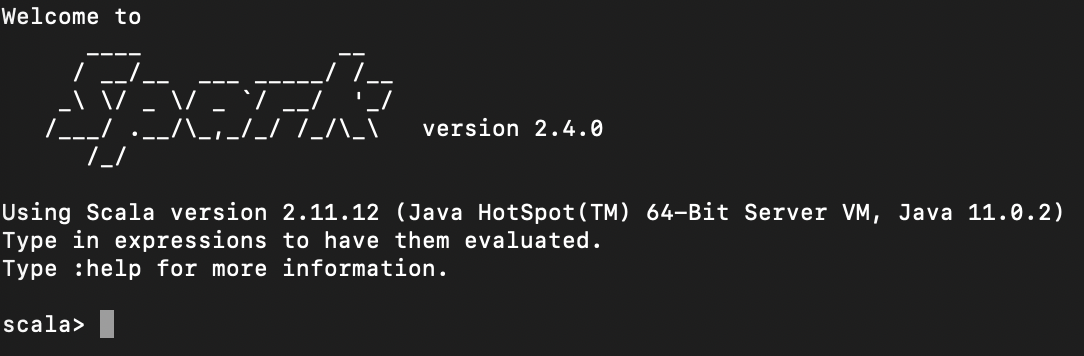 Welcome to
      ____              __
     / __/__  ___ _____/ /__
    _\ \/ _ \/ _ `/ __/  '_/
   /___/ .__/\_,_/_/ /_/\_\   version 2.4.0
      /_/
Using Scala version 2.11.12 (Java HotSpot(TM) 64-Bit Server VM, Java 11.0.2)
Type in expressions to have them evaluated.
Type :help for more information.
scala>